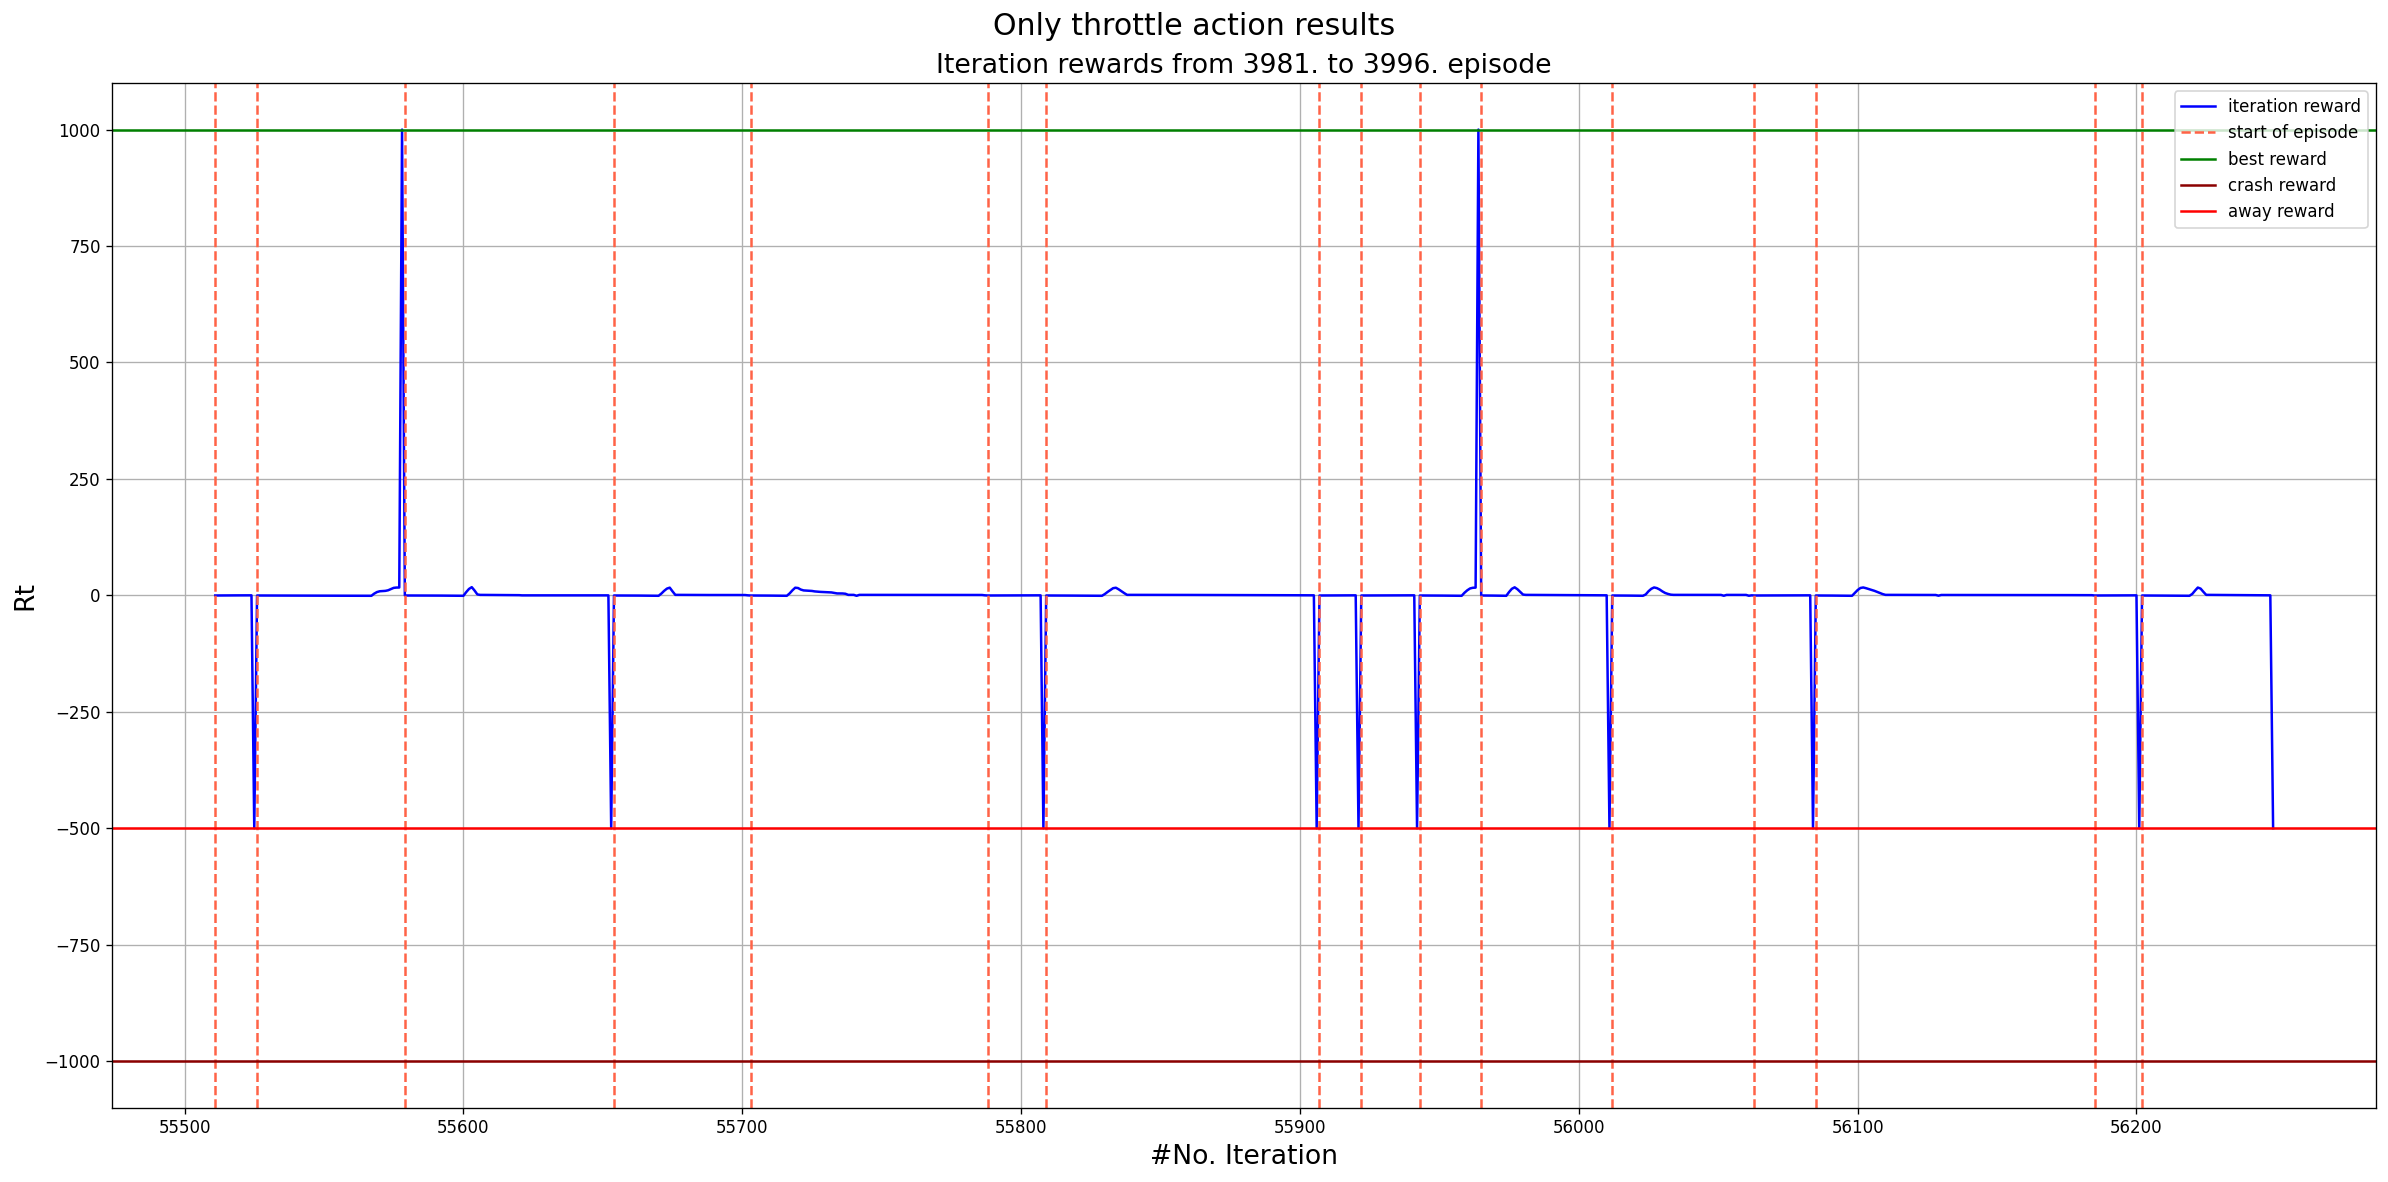 Only throttle action results
Iteration rewards from 3981. to 3996. episode
1000
750
500
250
0
−250
−500
−750
−1000
Rt
iteration reward
start of episode
best reward
crash reward
away reward
55500 55600 55700 55800 55900 56000 56100 56200
#No. Iteration